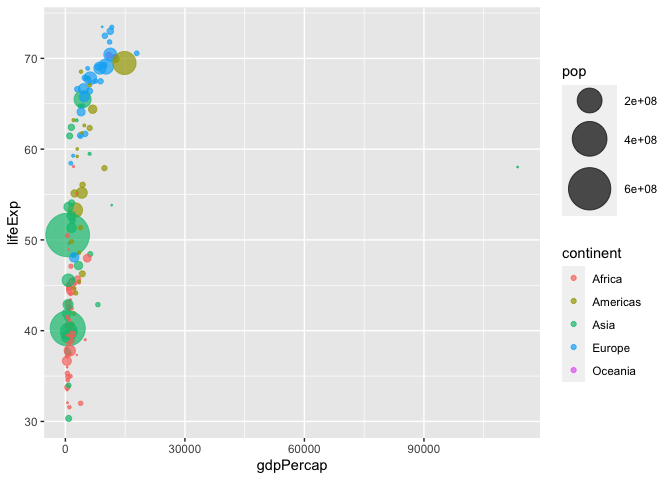 70
60
50
40
30
lifeExp
0 30000 60000 90000
gdpPercap
pop
2e+08
4e+08
6e+08
continent
Africa
Americas
Asia
Europe
Oceania